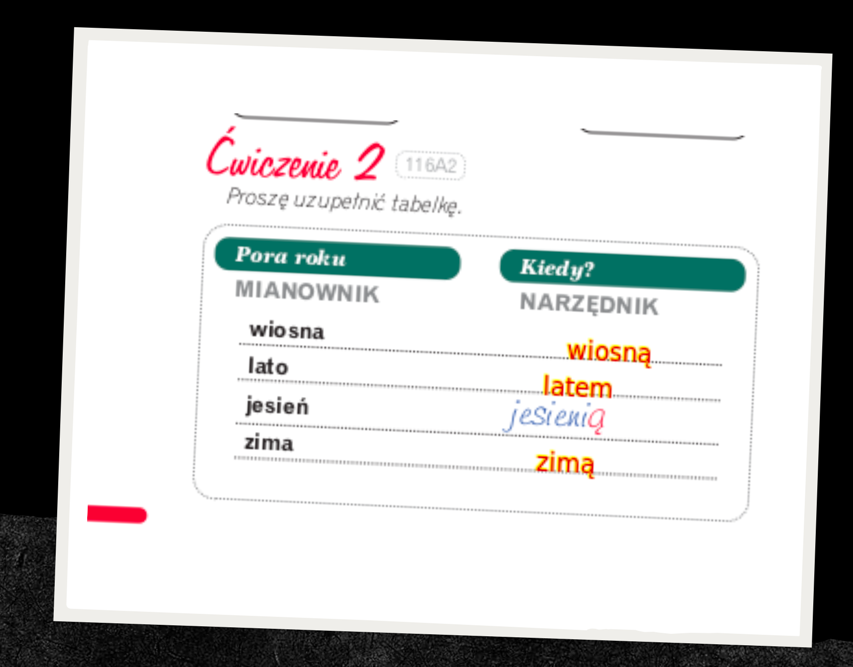 Ćwiczenie 2 116A2
Proszę uzupełnić tabelkę.
Pora roku Kiedy?
MIANOWNIK NARZĘDNIK
wiosna wiosną
lato latem
jesień jesienią
zima zimą